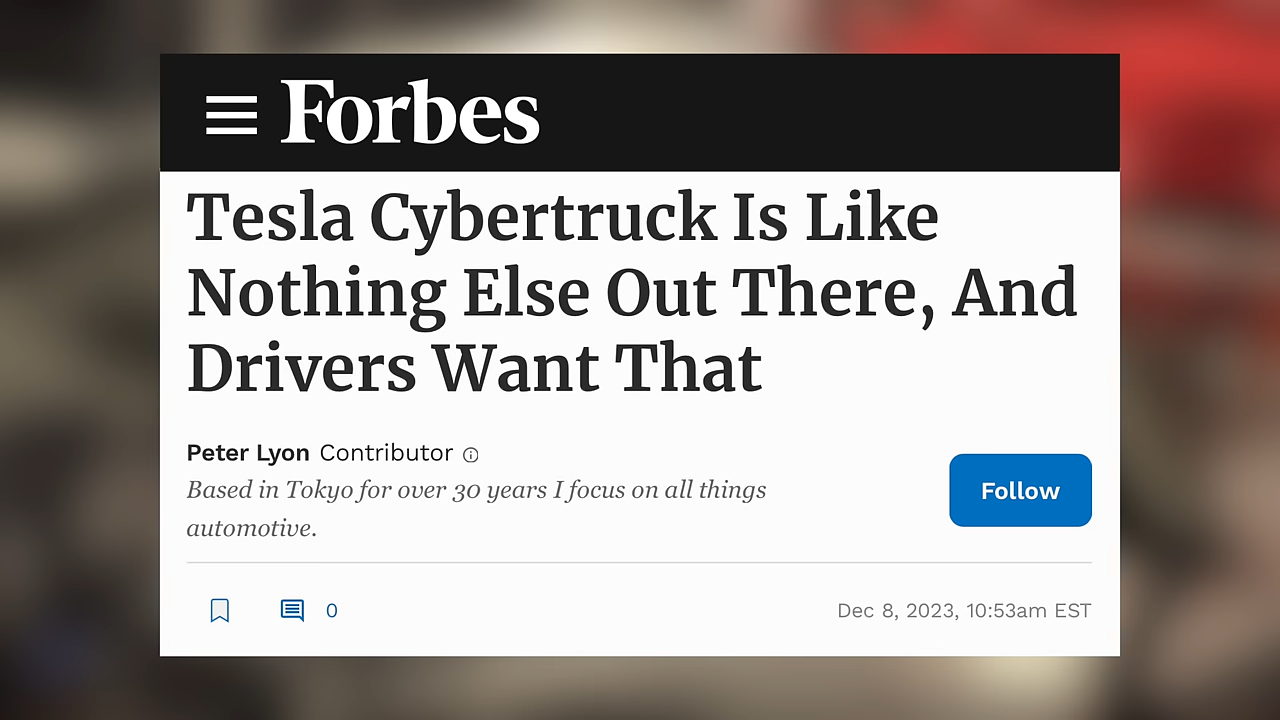 Forbes
Tesla Cybertruck Is Like
Nothing Else Out There, And
Drivers Want That
Peter Lyon Contributor
Based in Tokyo for over 30 years I focus on all things
automotive.
Follow
0
Dec 8, 2023, 10:53am EST